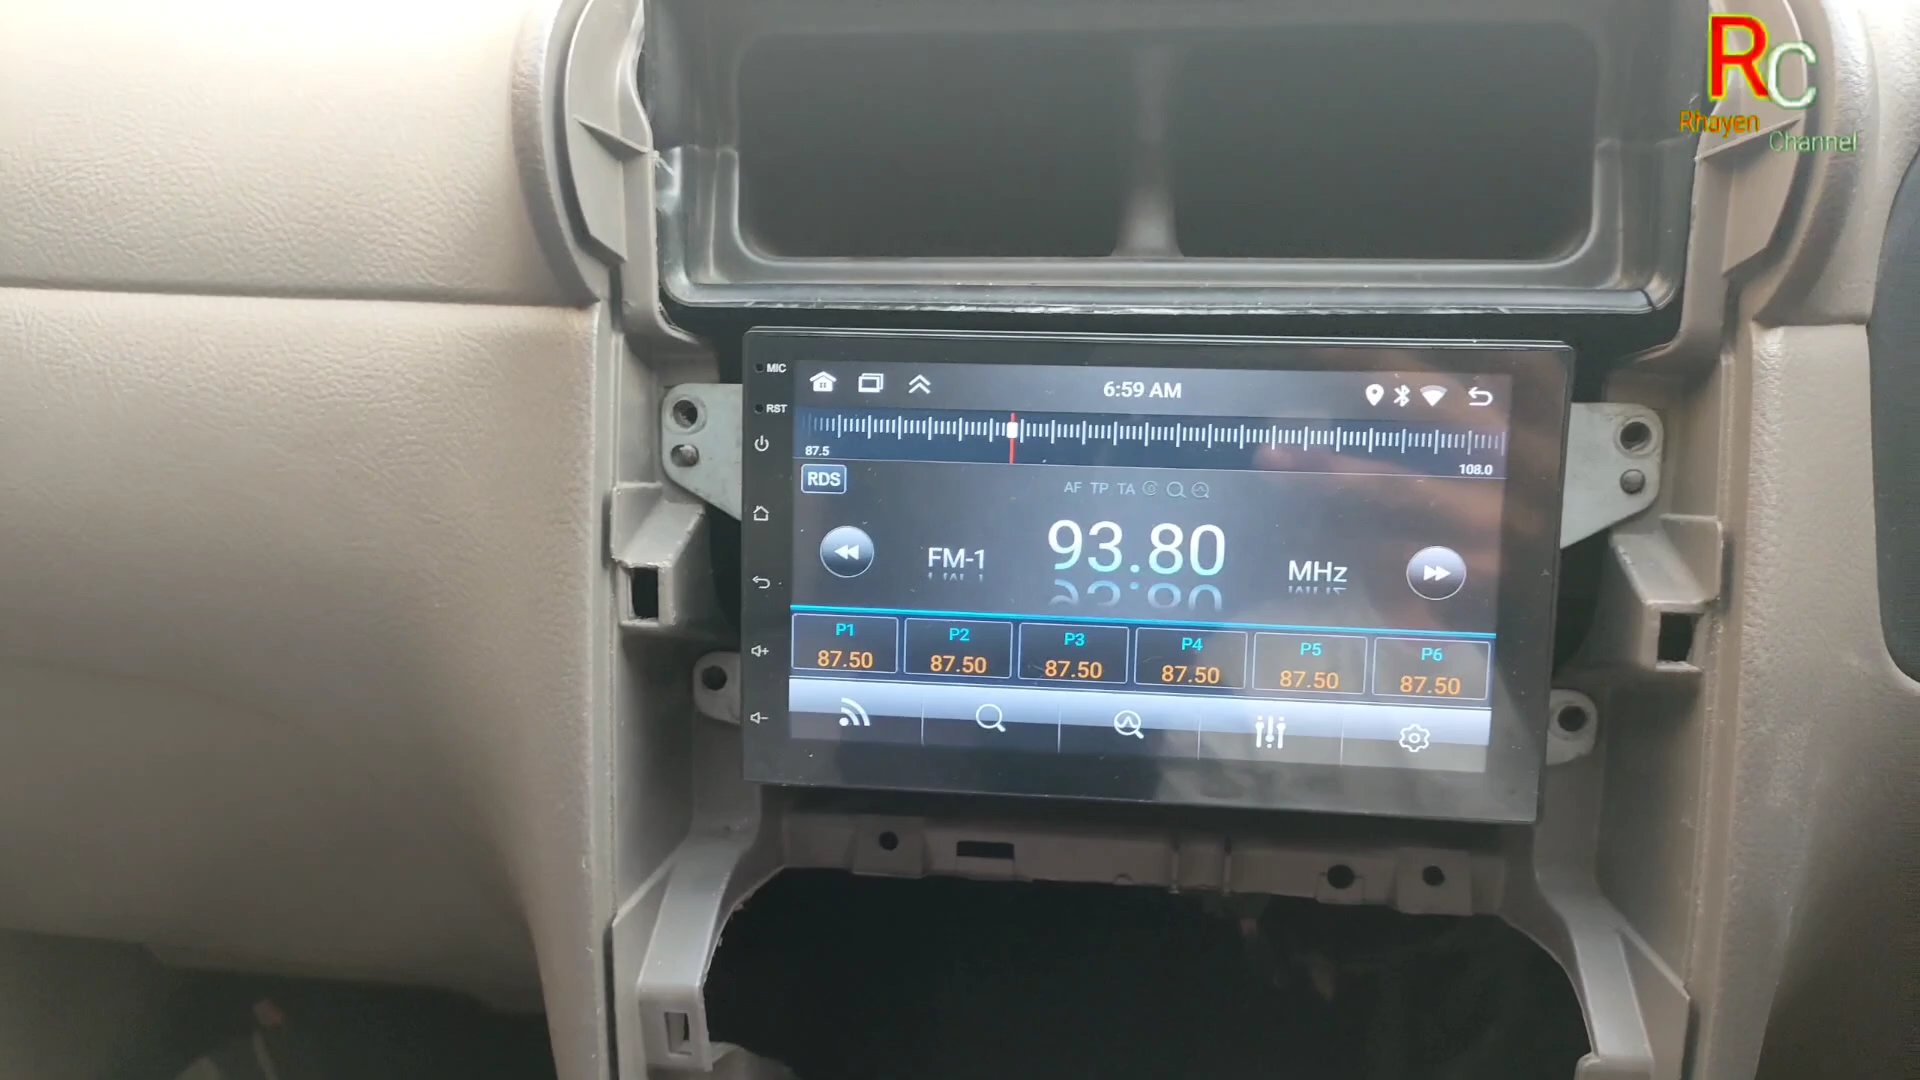 RC
Rhayen
Channel
MIC
RST
6:59 AM
87.5
108.0
RDS
AF TP TA
FM-1
93.80
MHz
P1
87.50
P2
87.50
P3
87.50
P4
87.50
P5
87.50
P6
87.50